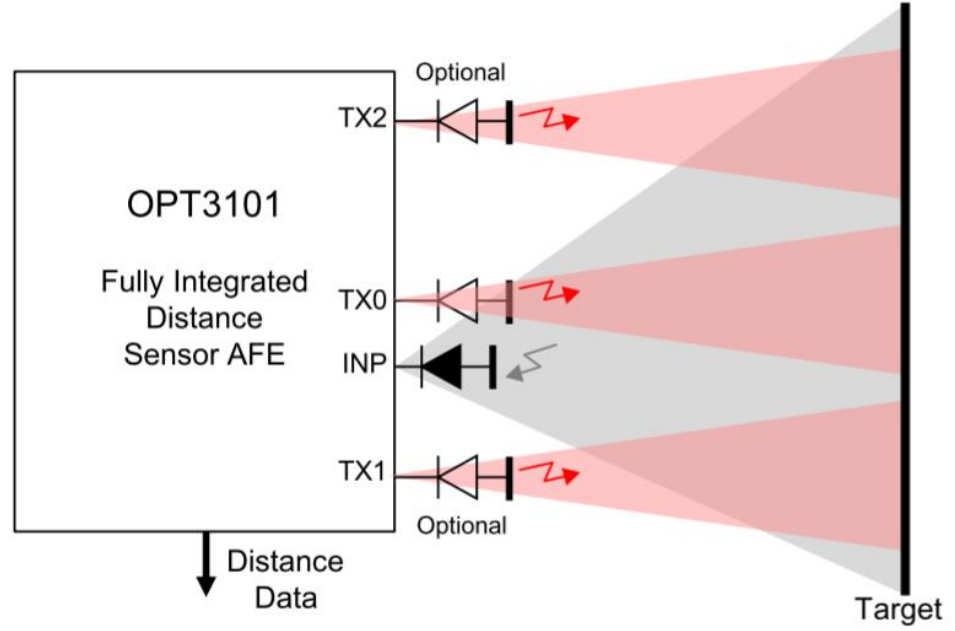 Optional
TX2
OPT3101
Fully Integrated
Distance
Sensor AFE
TX0
INP
TX1
Optional
Distance
Data
Target